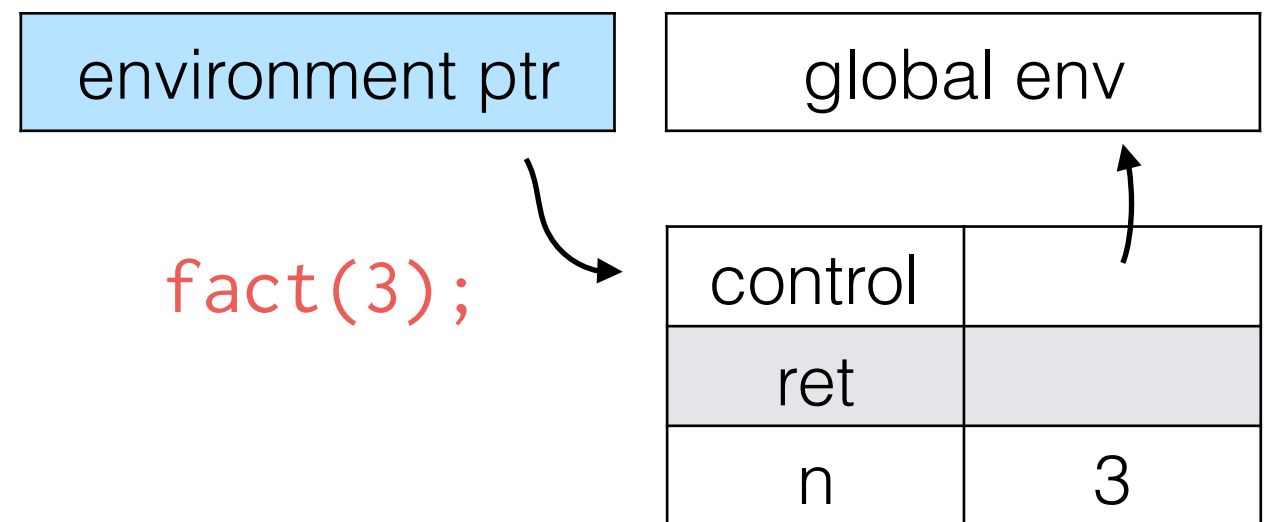 environment ptr
global env
fact(3);
control
ret
n 3